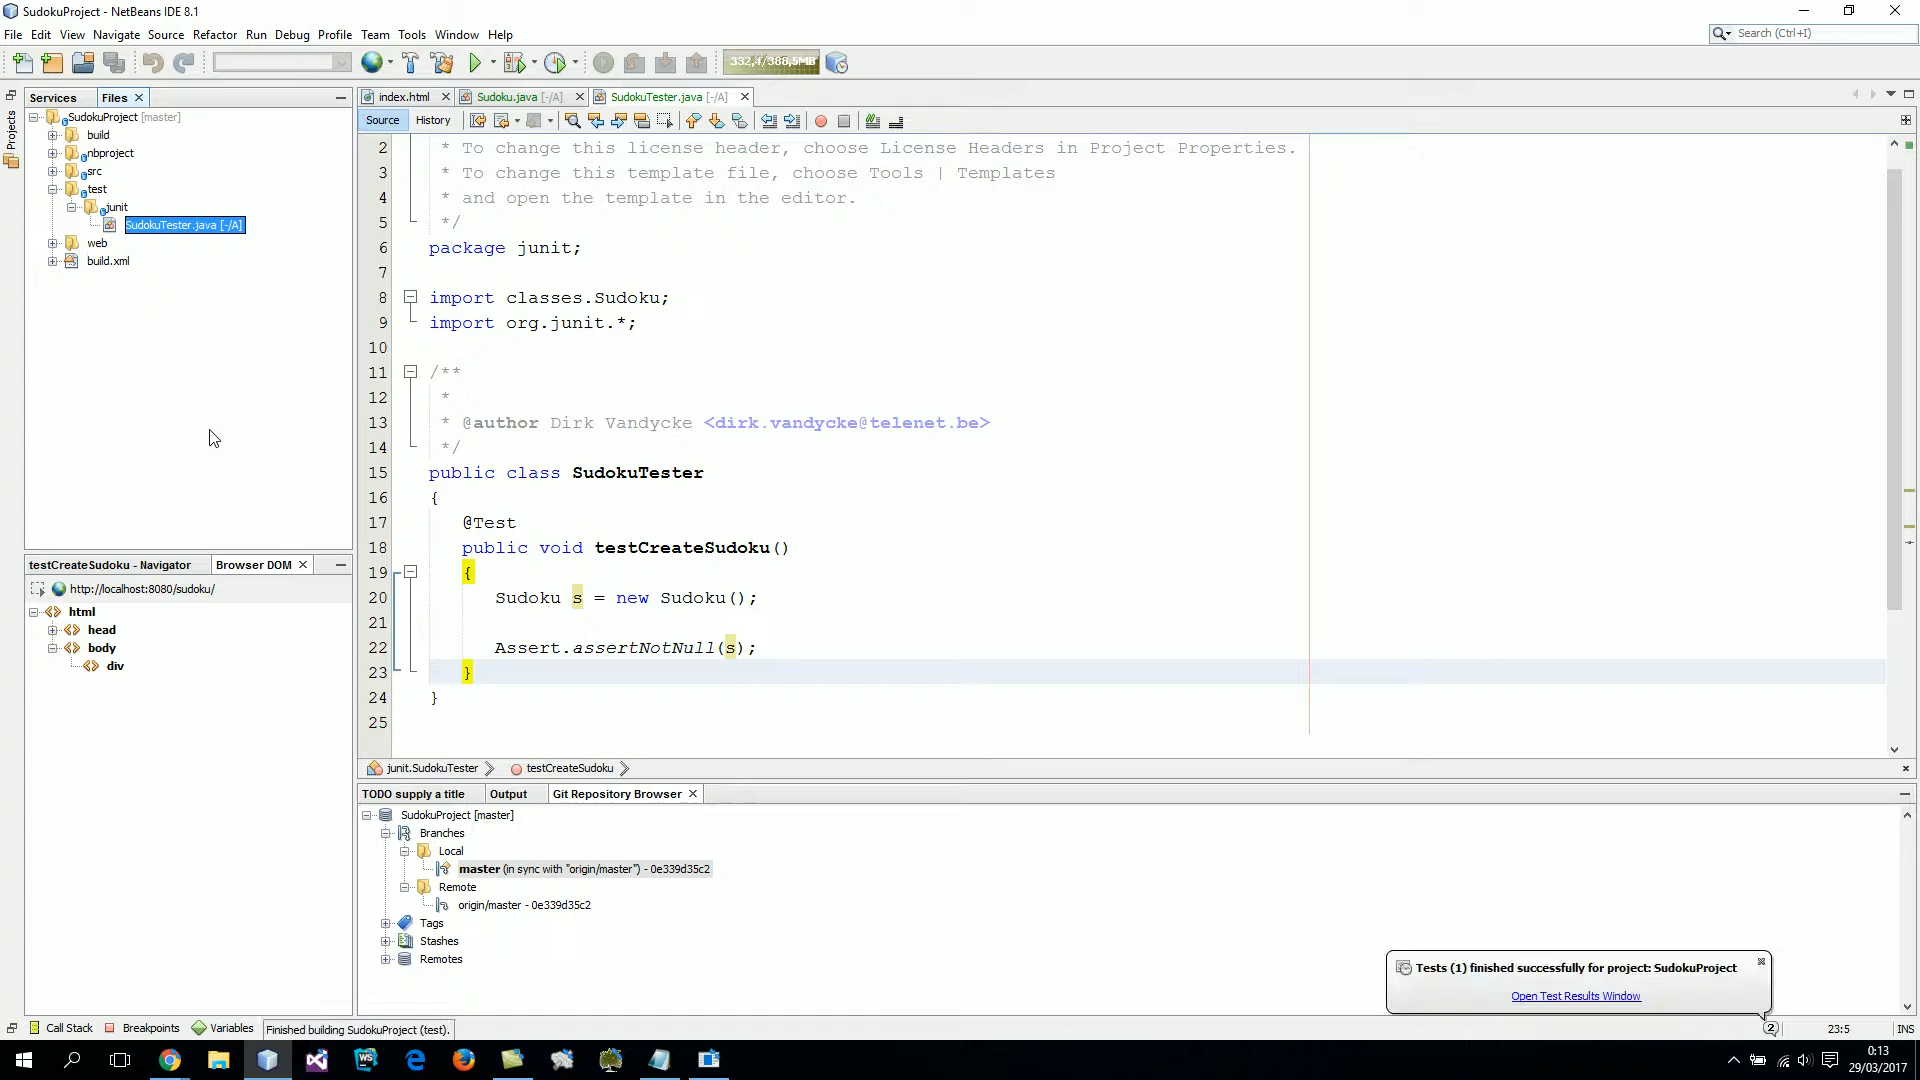 SudokuProject - NetBeans IDE 8.1
File Edit View Navigate Source Refactor Run Debug Profile Team Tools Window Help
Search (Ctrl+I)
332,4/388,5MB
Projects
Services Files
SudokuProject [master]
build
nbproject
src
test
junit
SudokuTester.java [-/A]
web
build.xml
testCreateSudoku - Navigator Browser DOM
http://localhost:8080/sudoku/
html
head
body
div
index.html Sudoku.java [-/A] SudokuTester.java [-/A]
Source History
2 * To change this license header, choose License Headers in Project Properties.
3 * To change this template file, choose Tools | Templates
4 * and open the template in the editor.
5 */
6 package junit;
7
8 import classes.Sudoku;
9 import org.junit.*;
10
11 /**
12 *
13 * @author Dirk Vandycke <dirk.vandycke@telenet.be>
14 */
15 public class SudokuTester
16 {
17 @Test
18 public void testCreateSudoku()
19 {
20 Sudoku s = new Sudoku();
21
22 Assert.assertNotNull(s);
23 }
24 }
25
junit.SudokuTester testCreateSudoku
TODO supply a title Output Git Repository Browser
SudokuProject [master]
Branches
Local
master (in sync with "origin/master") - 0e339d35c2
Remote
origin/master - 0e339d35c2
Tags
Stashes
Remotes
Tests (1) finished successfully for project: SudokuProject
Open Test Results Window
Call Stack Breakpoints Variables Finished building SudokuProject (test). 2 23:5 INS
WS
0:13
29/03/2017